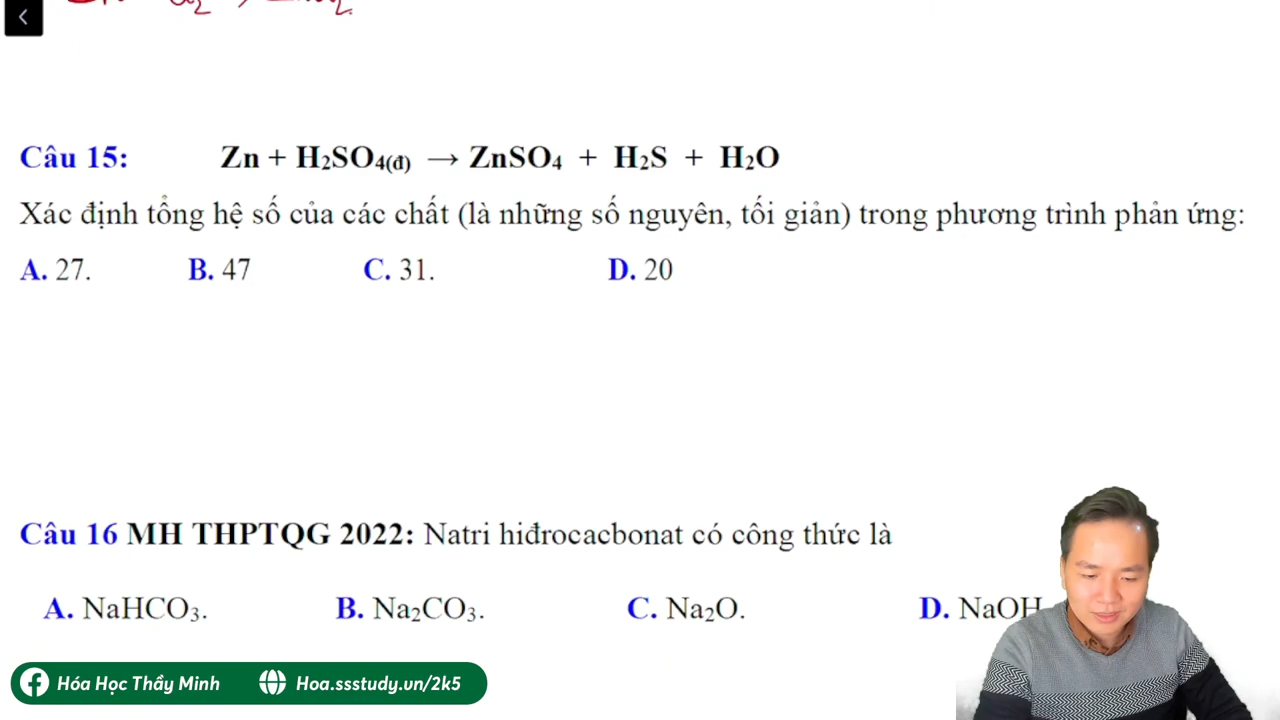 Câu 15: Zn + H₂SO₄₍đ₎ → ZnSO₄ + H₂S + H₂O
Xác định tổng hệ số của các chất (là những số nguyên, tối giản) trong phương trình phản ứng:
A. 27. B. 47 C. 31. D. 20
Câu 16 MH THPTQG 2022: Natri hiđrocacbonat có công thức là
A. NaHCO₃. B. Na₂CO₃. C. Na₂O. D. NaOH
Hóa Học Thầy Minh Hoa.ssstudy.vn/2k5